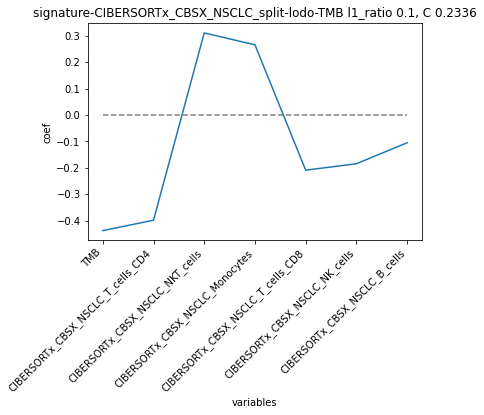 signature-CIBERSORTx_CBSX_NSCLC_split-lodo-TMB l1_ratio 0.1, C 0.2336
0.3
0.2
0.1
0.0
−0.1
−0.2
−0.3
−0.4
coef
TMB
CIBERSORTx_CBSX_NSCLC_T_cells_CD4
CIBERSORTx_CBSX_NSCLC_NKT_cells
CIBERSORTx_CBSX_NSCLC_Monocytes
CIBERSORTx_CBSX_NSCLC_T_cells_CD8
CIBERSORTx_CBSX_NSCLC_NK_cells
CIBERSORTx_CBSX_NSCLC_B_cells
variables